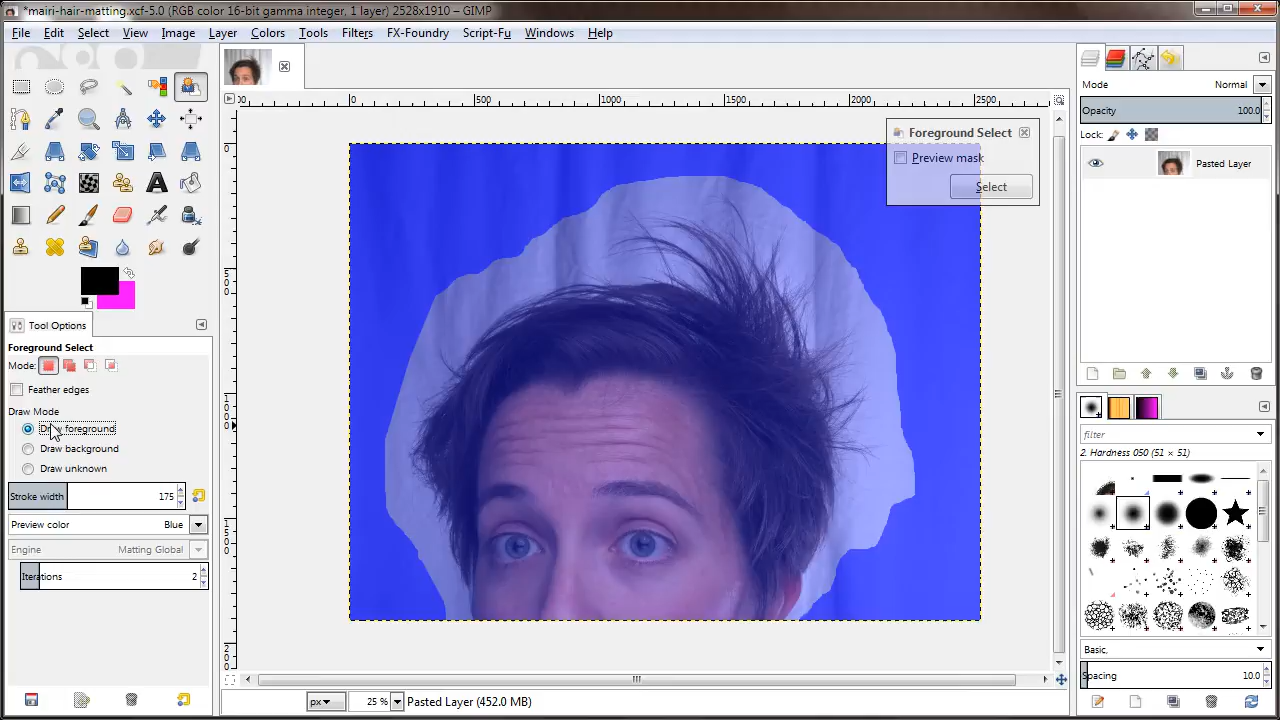 *mairi-hair-matting.xcf-5.0 (RGB color 16-bit gamma integer, 1 layer) 2528x1910 – GIMP
File Edit Select View Image Layer Colors Tools Filters FX-Foundry Script-Fu Windows Help
Mode Normal
Opacity 100.0
Lock:
Pasted Layer
0 500 1000 1500 2000 2500
Foreground Select
Preview mask
Select
Tool Options
Foreground Select
Mode:
Feather edges
Draw Mode
Draw foreground
Draw background
Draw unknown
Stroke width 175
Preview color Blue
Engine Matting Global
Iterations 2
filter
2. Hardness 050 (51 × 51)
Basic,
Spacing 10.0
px 25 % Pasted Layer (452.0 MB)